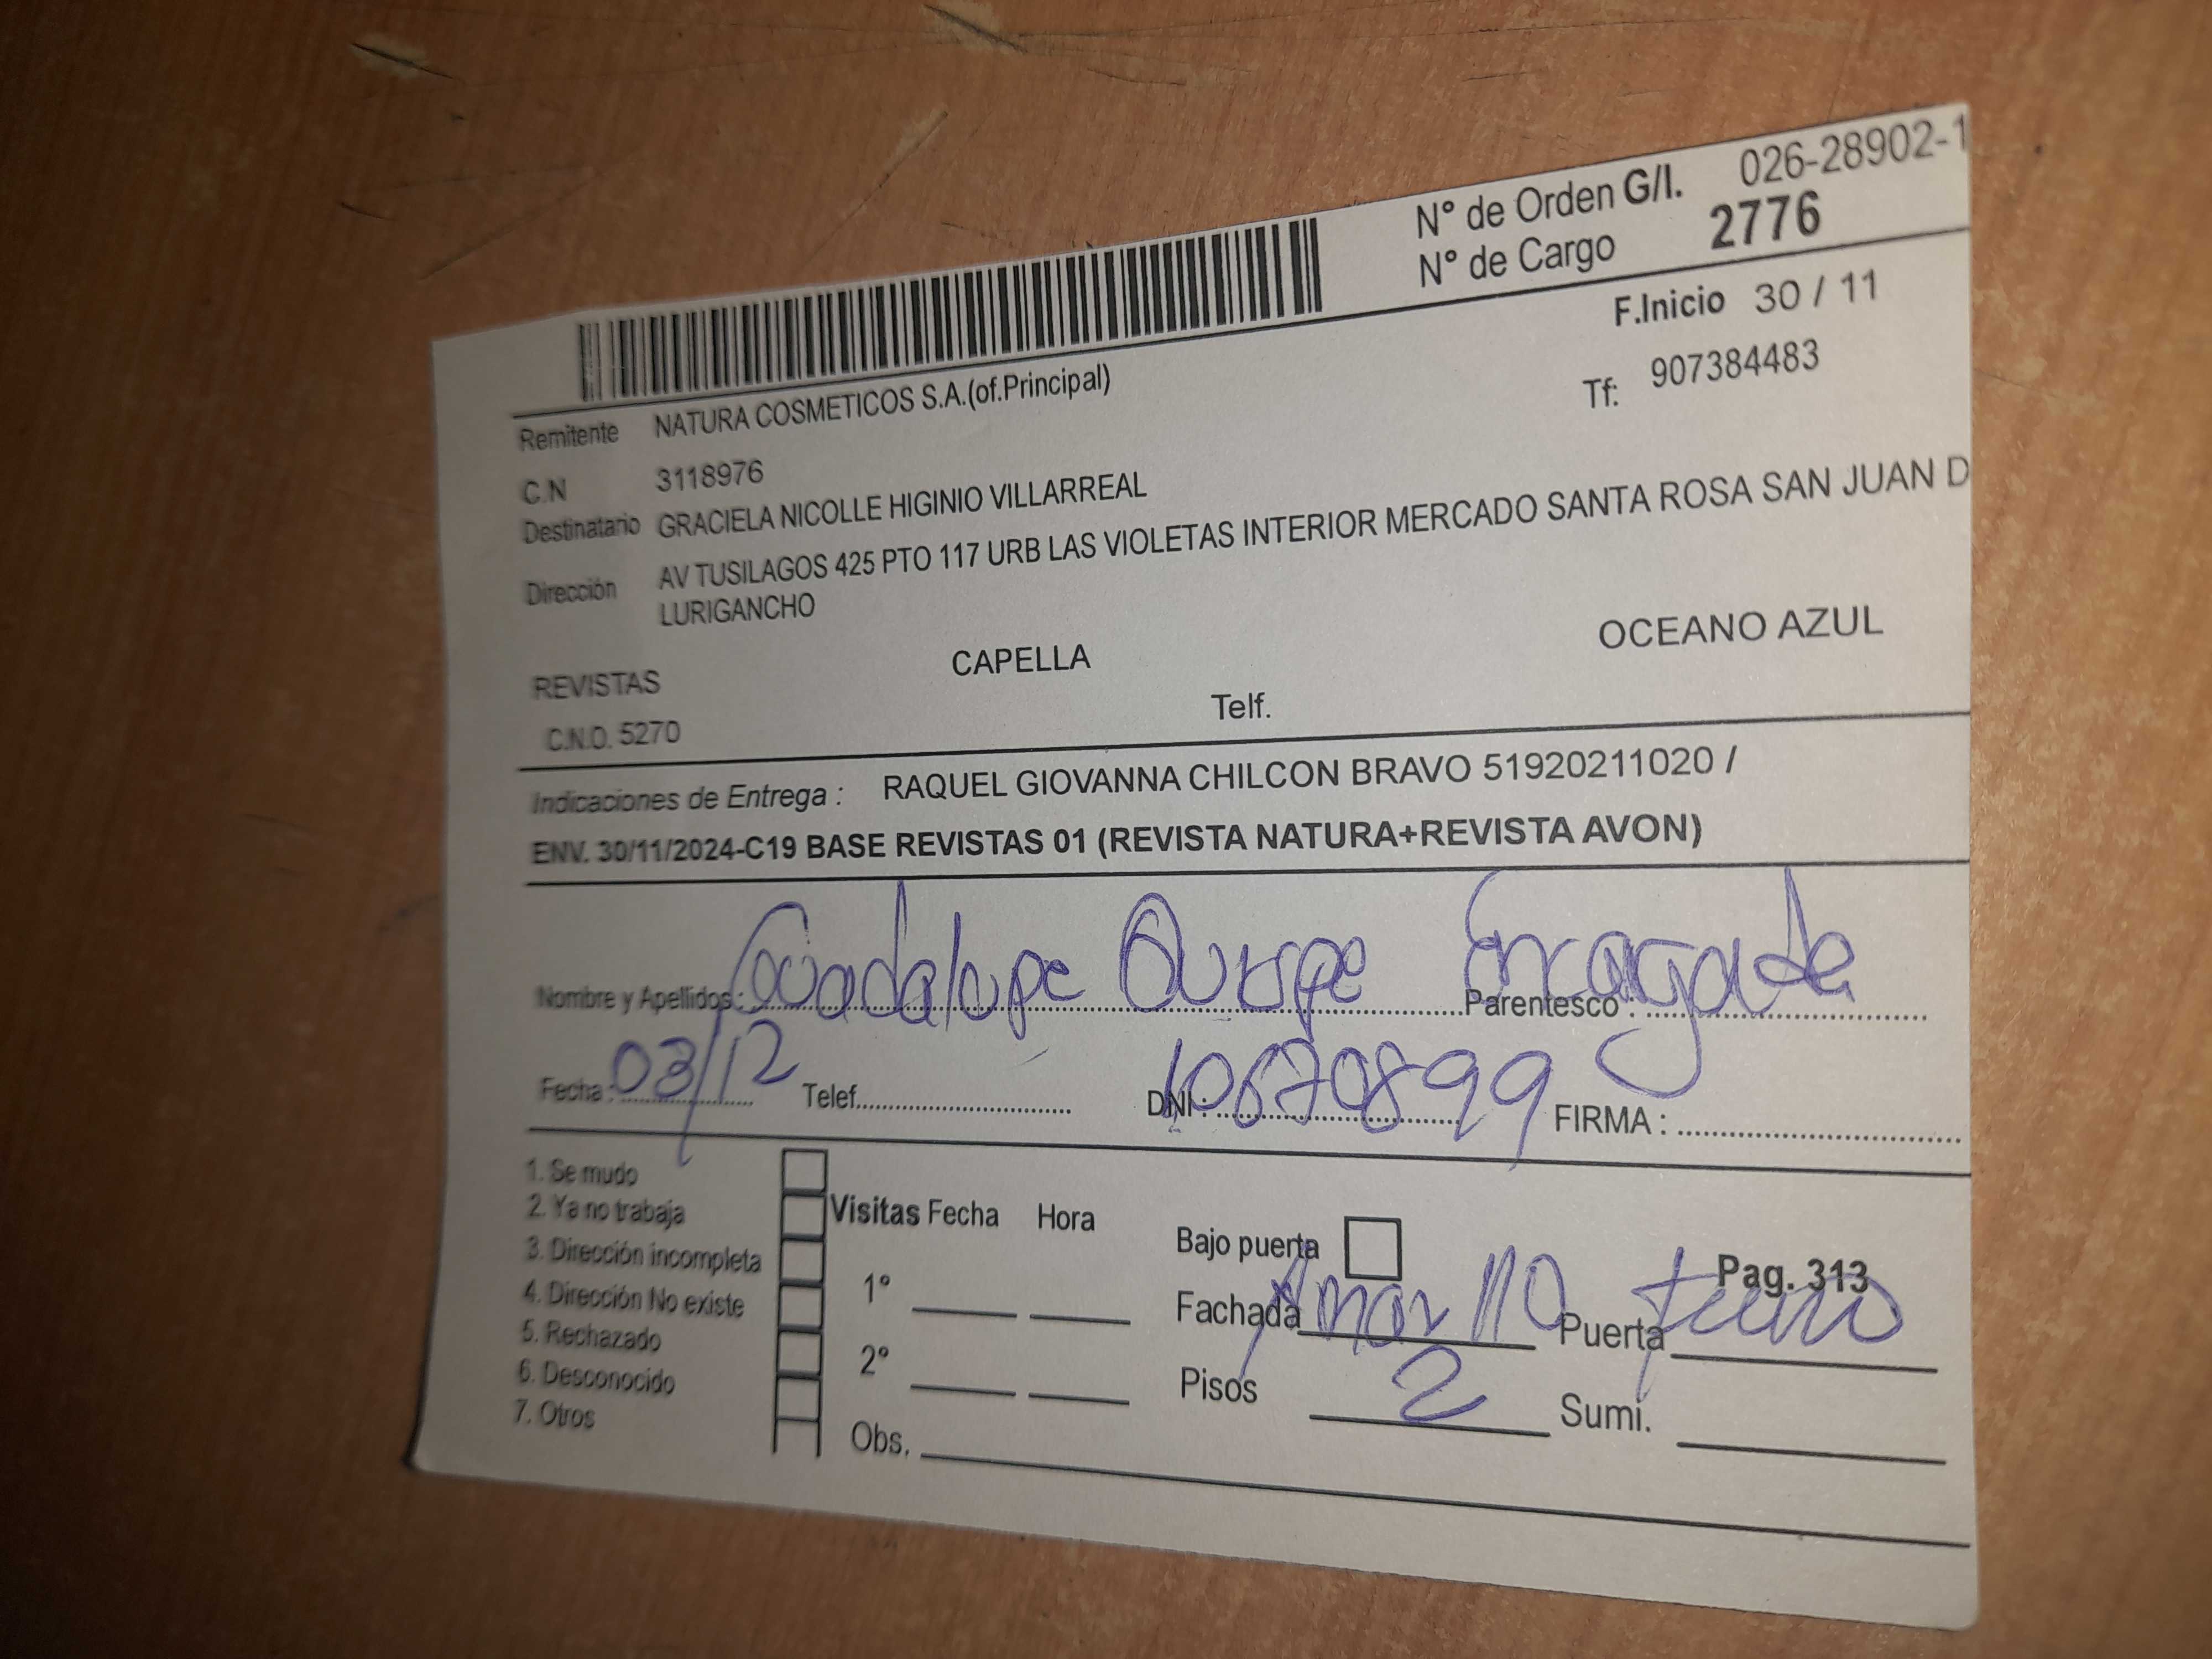 N° de Orden G/I. 026-28902-1
N° de Cargo 2776
F.Inicio 30 / 11
Remitente NATURA COSMETICOS S.A.(of.Principal)
Tf: 907384483
C.N 3118976
Destinatario GRACIELA NICOLLE HIGINIO VILLARREAL
Dirección AV TUSILAGOS 425 PTO 117 URB LAS VIOLETAS INTERIOR MERCADO SANTA ROSA SAN JUAN D
LURIGANCHO
REVISTAS CAPELLA OCEANO AZUL
C.N.O. 5270 Telf.
Indicaciones de Entrega : RAQUEL GIOVANNA CHILCON BRAVO 51920211020 /
ENV. 30/11/2024-C19 BASE REVISTAS 01 (REVISTA NATURA+REVISTA AVON)
Nombre y Apellidos: Guadalupe Quispe Parentesco : Encargada
Fecha : 03/12 Telef. DNI : 10670899 FIRMA :
1. Se mudo
2. Ya no trabaja
3. Dirección incompleta
4. Dirección No existe
5. Rechazado
6. Desconocido
7. Otros
Visitas Fecha Hora
1°
2°
Obs.
Bajo puerta
Pag. 313
Fachada Puerta
Pisos 2 Sumi.